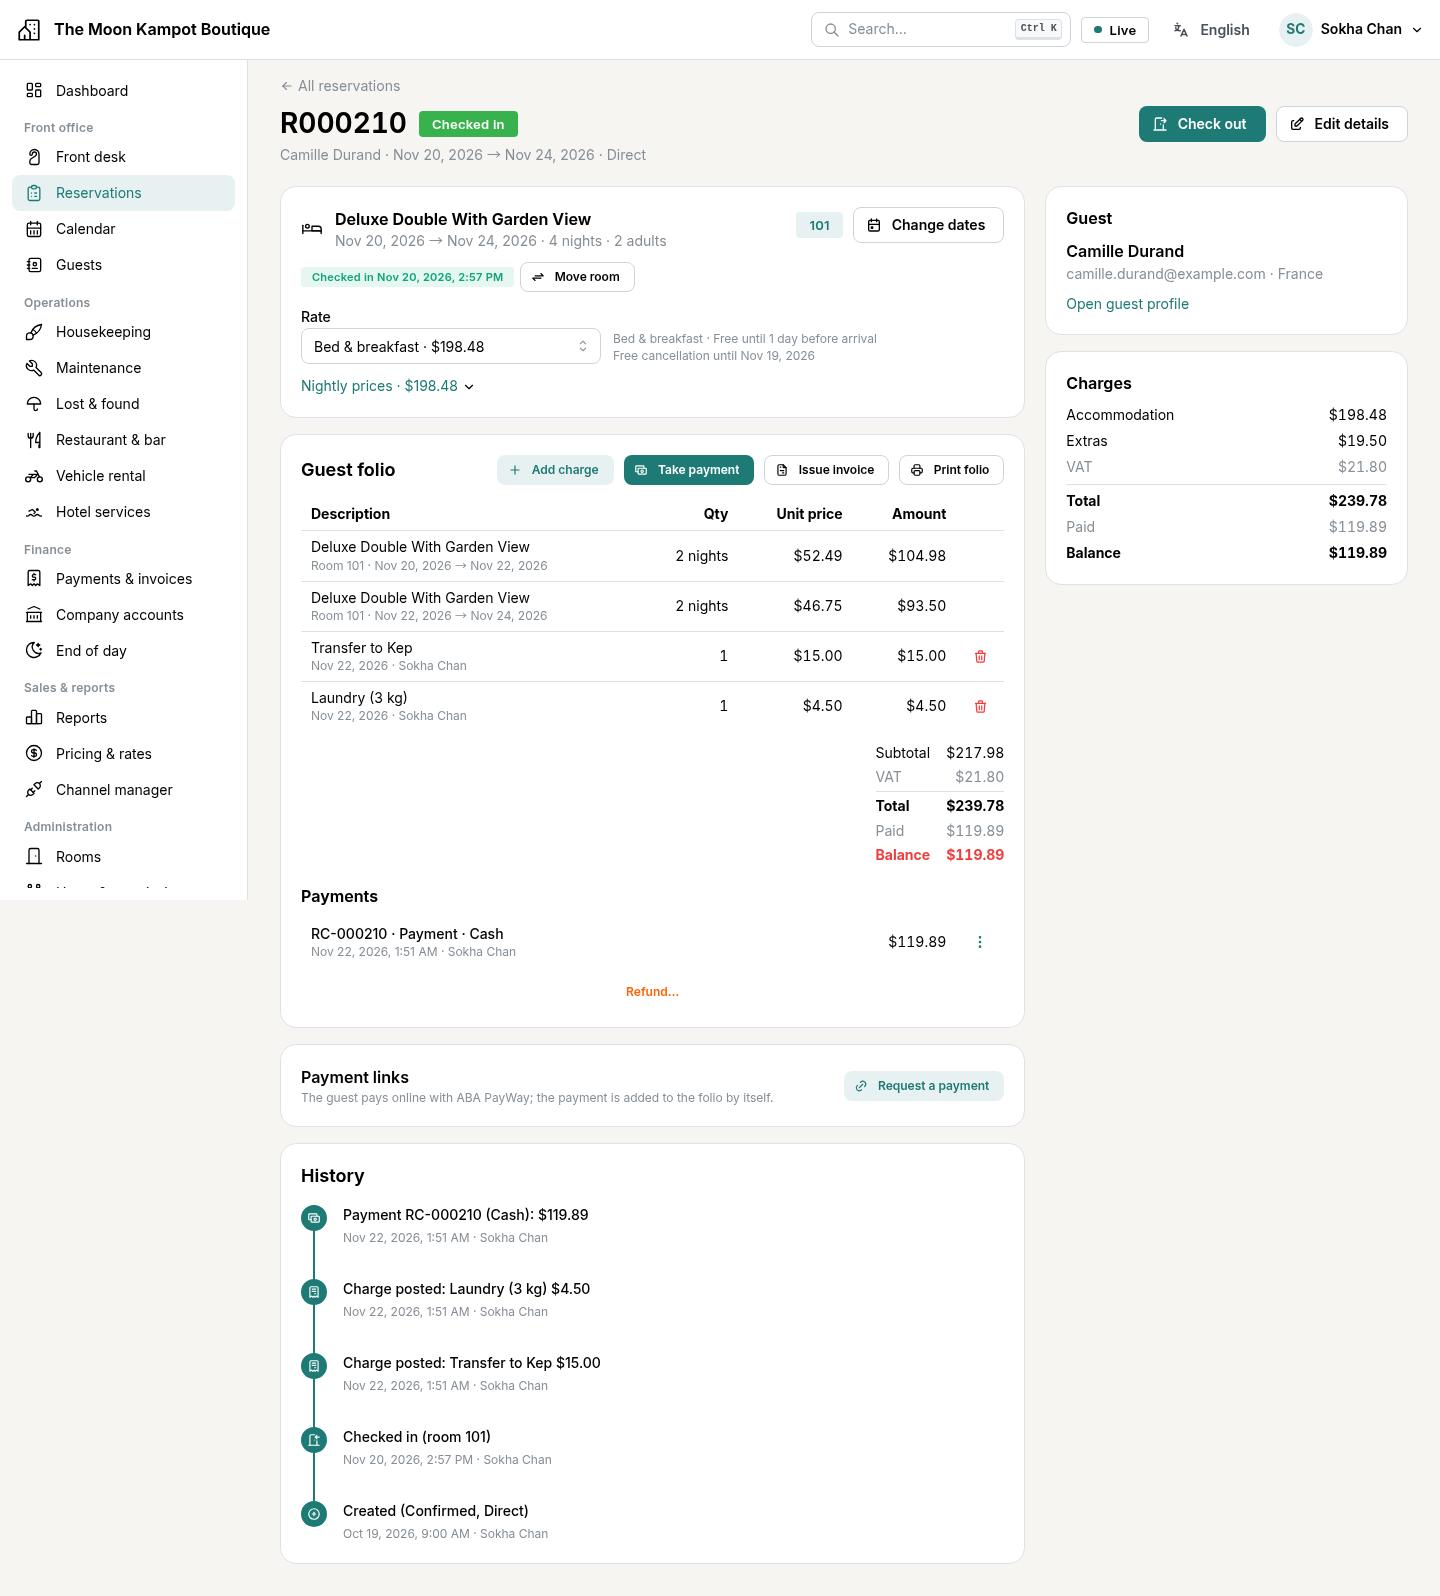 The Moon Kampot Boutique
Search...
Ctrl K
Live
English
SC
Sokha Chan
Dashboard
Front office
Front desk
Reservations
Calendar
Guests
Operations
Housekeeping
Maintenance
Lost & found
Restaurant & bar
Vehicle rental
Hotel services
Finance
Payments & invoices
Company accounts
End of day
Sales & reports
Reports
Pricing & rates
Channel manager
Administration
Rooms
← All reservations
R000210
Checked in
Camille Durand · Nov 20, 2026 → Nov 24, 2026 · Direct
Check out
Edit details
Deluxe Double With Garden View
Nov 20, 2026 → Nov 24, 2026 · 4 nights · 2 adults
101
Change dates
Checked in Nov 20, 2026, 2:57 PM
Move room
Rate
Bed & breakfast · $198.48
Bed & breakfast · Free until 1 day before arrival
Free cancellation until Nov 19, 2026
Nightly prices · $198.48
Guest folio
Add charge
Take payment
Issue invoice
Print folio
Description Qty Unit price Amount
Deluxe Double With Garden View
Room 101 · Nov 20, 2026 → Nov 22, 2026
2 nights $52.49 $104.98
Deluxe Double With Garden View
Room 101 · Nov 22, 2026 → Nov 24, 2026
2 nights $46.75 $93.50
Transfer to Kep
Nov 22, 2026 · Sokha Chan
1 $15.00 $15.00
Laundry (3 kg)
Nov 22, 2026 · Sokha Chan
1 $4.50 $4.50
Subtotal $217.98
VAT $21.80
Total $239.78
Paid $119.89
Balance $119.89
Payments
RC-000210 · Payment · Cash
Nov 22, 2026, 1:51 AM · Sokha Chan
$119.89
Refund...
Payment links
The guest pays online with ABA PayWay; the payment is added to the folio by itself.
Request a payment
History
Payment RC-000210 (Cash): $119.89
Nov 22, 2026, 1:51 AM · Sokha Chan
Charge posted: Laundry (3 kg) $4.50
Nov 22, 2026, 1:51 AM · Sokha Chan
Charge posted: Transfer to Kep $15.00
Nov 22, 2026, 1:51 AM · Sokha Chan
Checked in (room 101)
Nov 20, 2026, 2:57 PM · Sokha Chan
Created (Confirmed, Direct)
Oct 19, 2026, 9:00 AM · Sokha Chan
Guest
Camille Durand
camille.durand@example.com · France
Open guest profile
Charges
Accommodation $198.48
Extras $19.50
VAT $21.80
Total $239.78
Paid $119.89
Balance $119.89